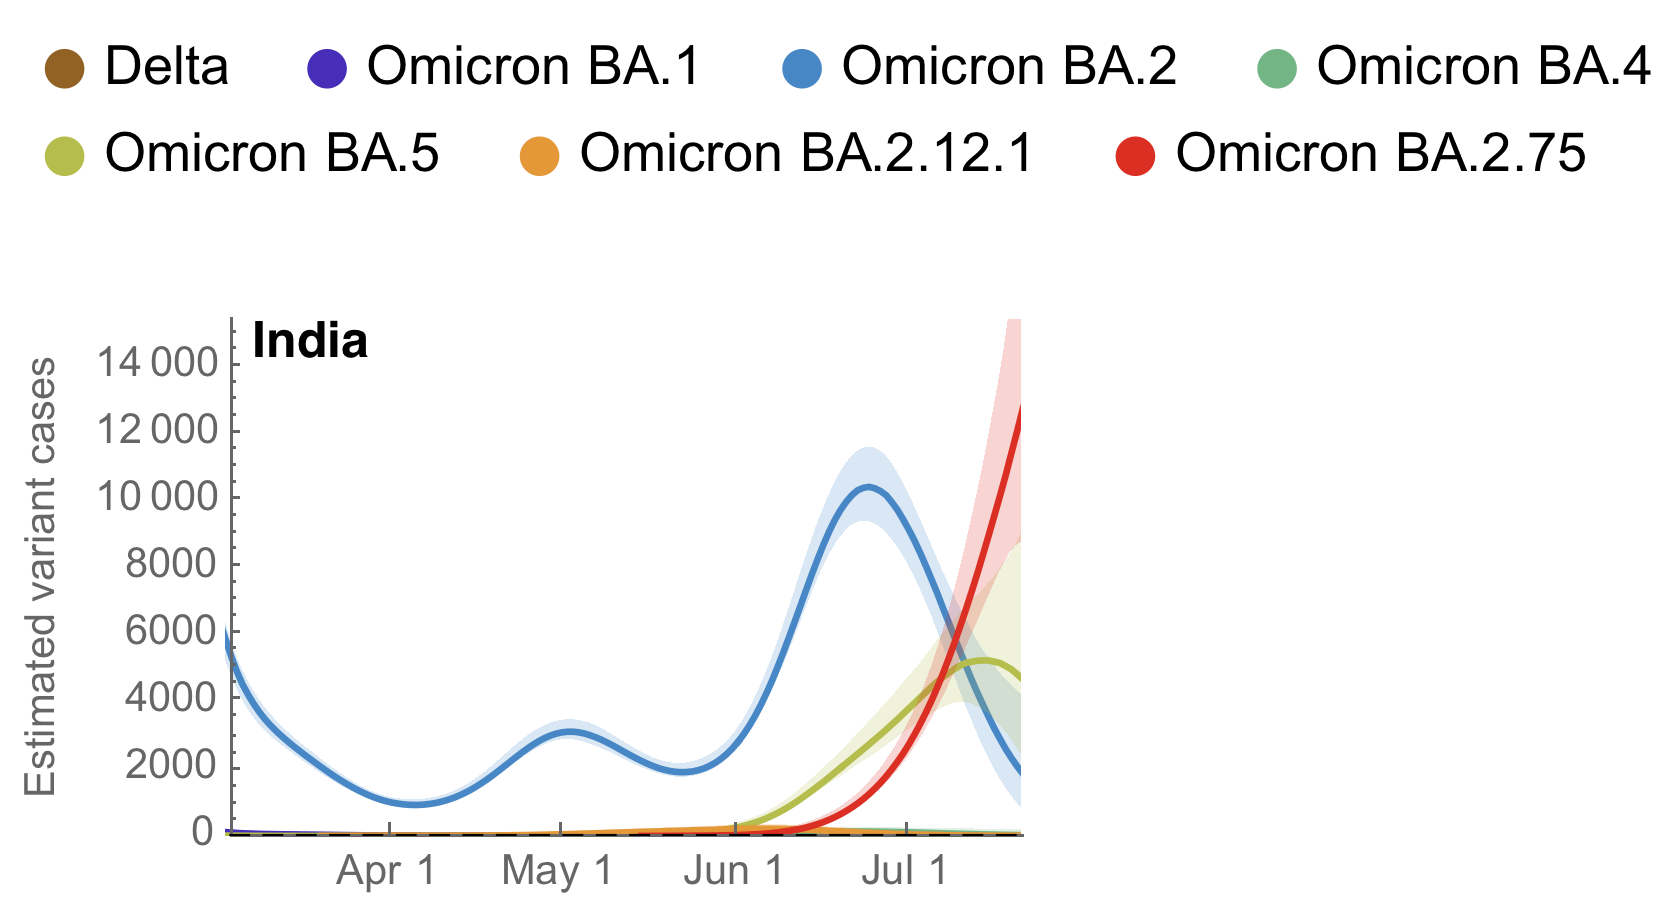 Delta Omicron BA.1 Omicron BA.2 Omicron BA.4
Omicron BA.5 Omicron BA.2.12.1 Omicron BA.2.75
India
Estimated variant cases
14 000
12 000
10 000
8000
6000
4000
2000
0
Apr 1 May 1 Jun 1 Jul 1